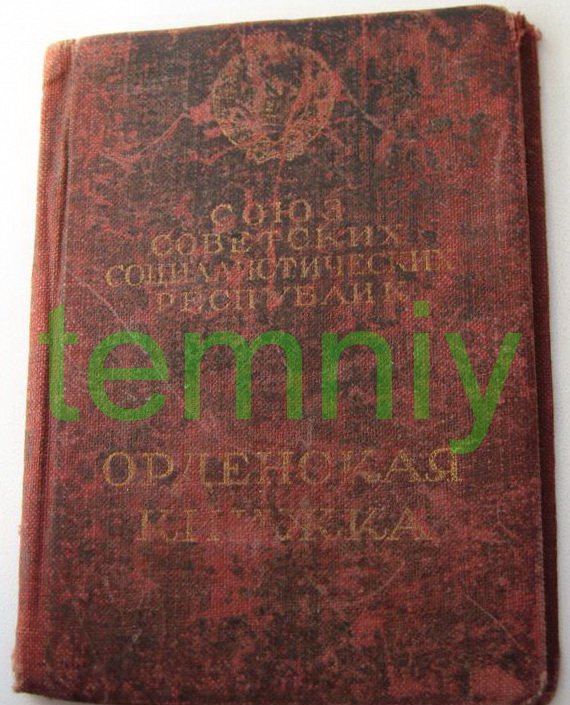 СОЮЗ
СОВЕТСКИХ
СОЦИАЛИСТИЧЕСКИХ
РЕСПУБЛИК
temniy
ОРДЕНСКАЯ
КНИЖКА